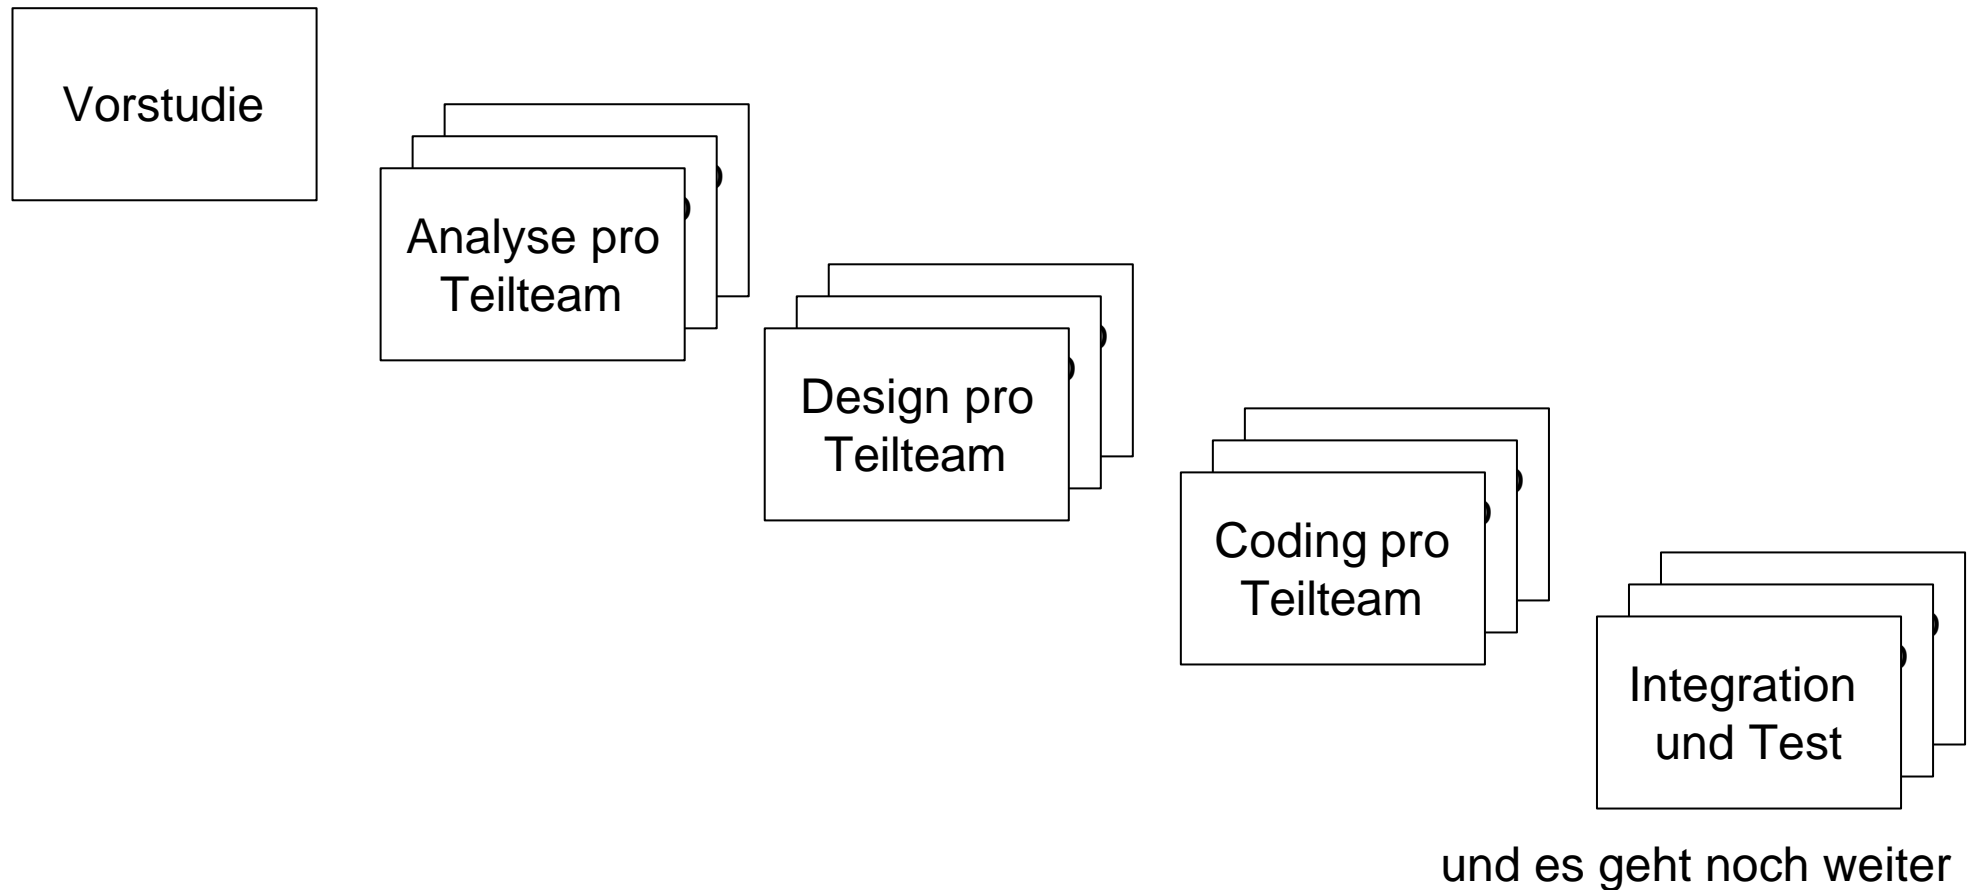 Vorstudie
Analyse pro
Teilteam
Design pro
Teilteam
Coding pro
Teilteam
Integration
und Test
und es geht noch weiter